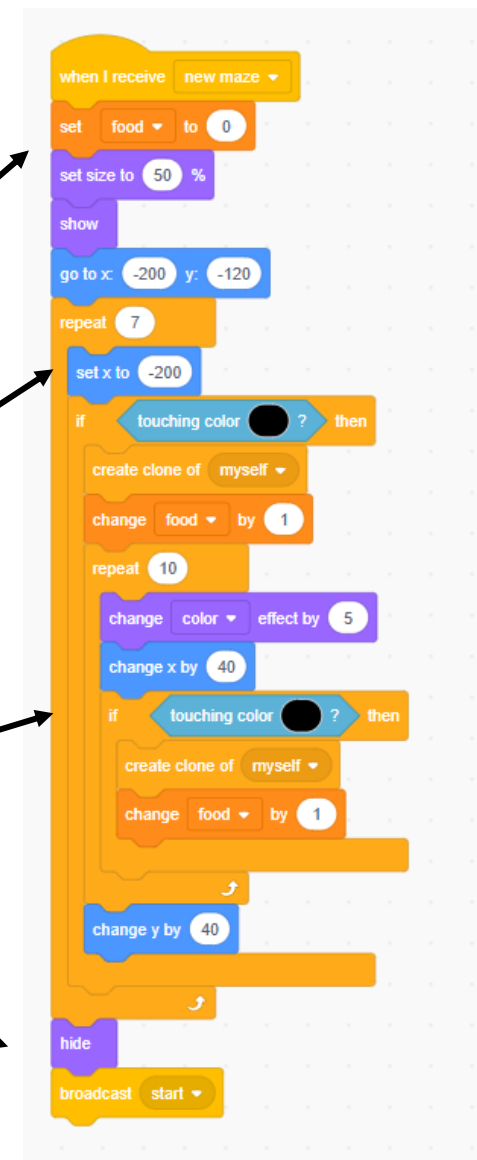 when I receive new maze
set food to 0
set size to 50 %
show
go to x: -200 y: -120
repeat 7
set x to -200
if touching color ? then
create clone of myself
change food by 1
repeat 10
change color effect by 5
change x by 40
if touching color ? then
create clone of myself
change food by 1
change y by 40
hide
broadcast start